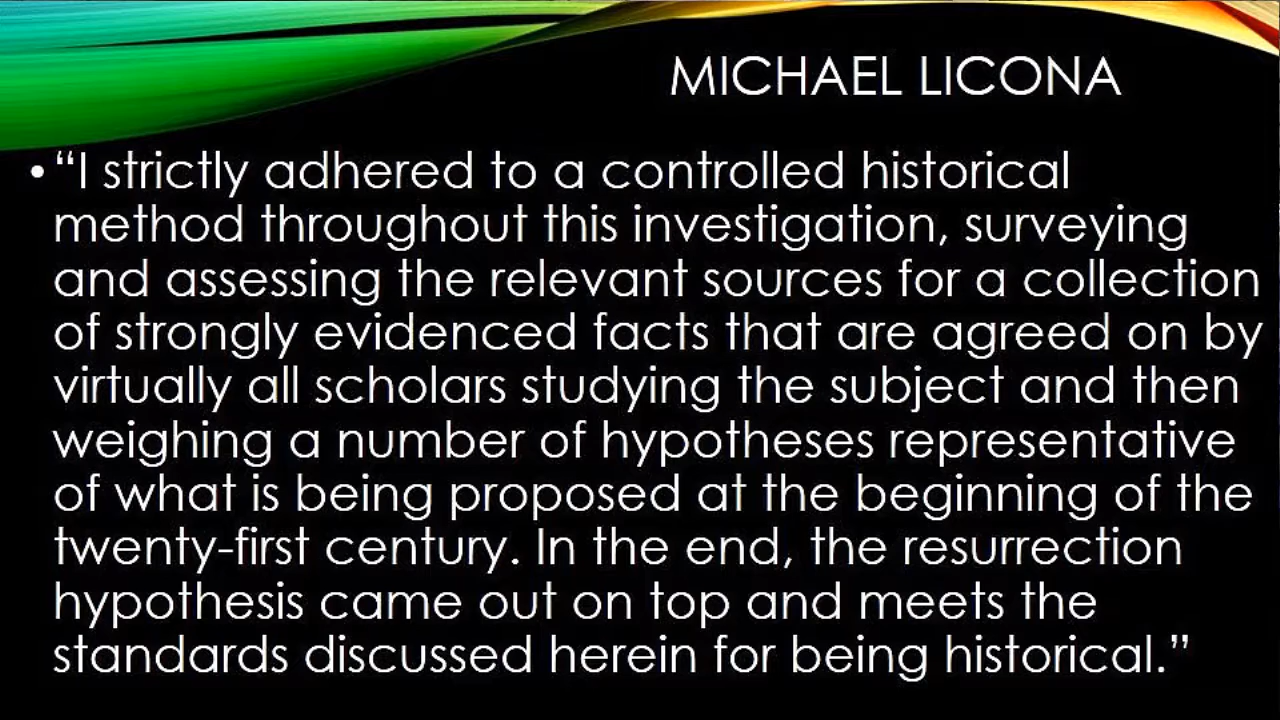 MICHAEL LICONA
• “I strictly adhered to a controlled historical
method throughout this investigation, surveying
and assessing the relevant sources for a collection
of strongly evidenced facts that are agreed on by
virtually all scholars studying the subject and then
weighing a number of hypotheses representative
of what is being proposed at the beginning of the
twenty-first century. In the end, the resurrection
hypothesis came out on top and meets the
standards discussed herein for being historical.”